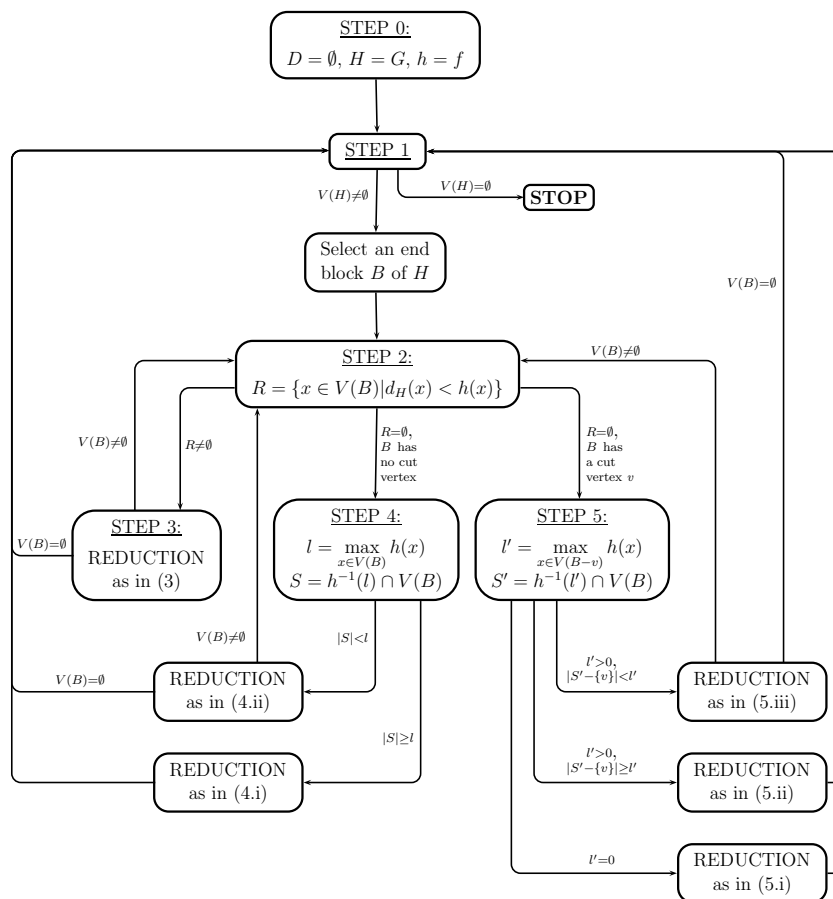 STEP 0:
D = ∅, H = G, h = f
STEP 1
V(H)≠∅
V(H)=∅
STOP
Select an end
block B of H
V(B)=∅
STEP 2:
R = {x ∈ V(B)|d_H(x) < h(x)}
V(B)≠∅
V(B)≠∅
R≠∅
R=∅,
B has
no cut
vertex
R=∅,
B has
a cut
vertex v
STEP 3:
REDUCTION
as in (3)
V(B)=∅
STEP 4:
l = max h(x)
x∈V(B)
S = h⁻¹(l) ∩ V(B)
STEP 5:
l′ = max h(x)
x∈V(B−v)
S′ = h⁻¹(l′) ∩ V(B)
V(B)≠∅
|S|<l
V(B)=∅
REDUCTION
as in (4.ii)
l′>0,
|S′−{v}|<l′
REDUCTION
as in (5.iii)
|S|≥l
REDUCTION
as in (4.i)
l′>0,
|S′−{v}|≥l′
REDUCTION
as in (5.ii)
l′=0
REDUCTION
as in (5.i)